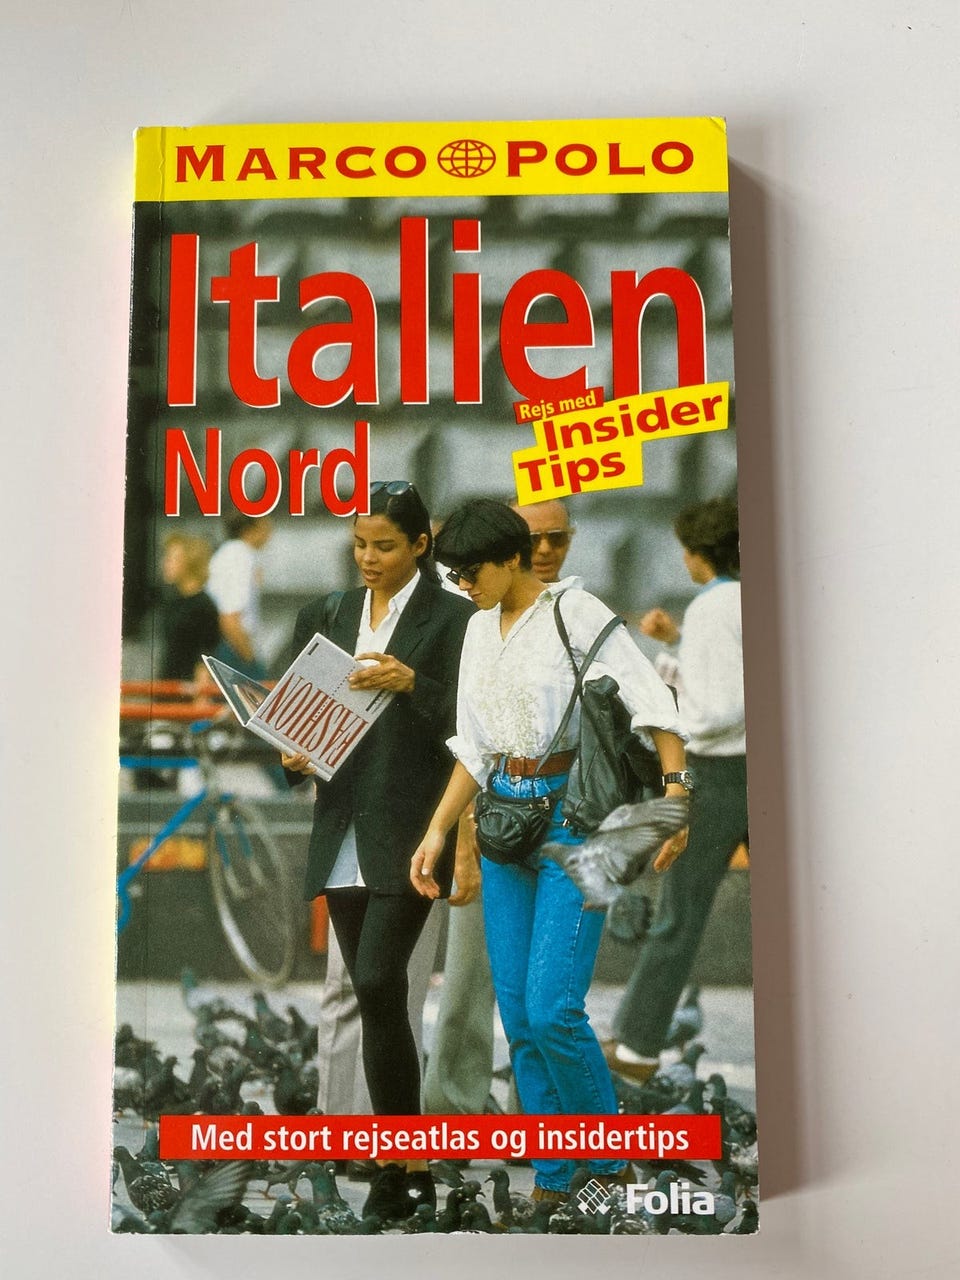 MARCO POLO
Italien
Nord
Rejs med
Insider
Tips
FASHION
Med stort rejseatlas og insidertips
Folia